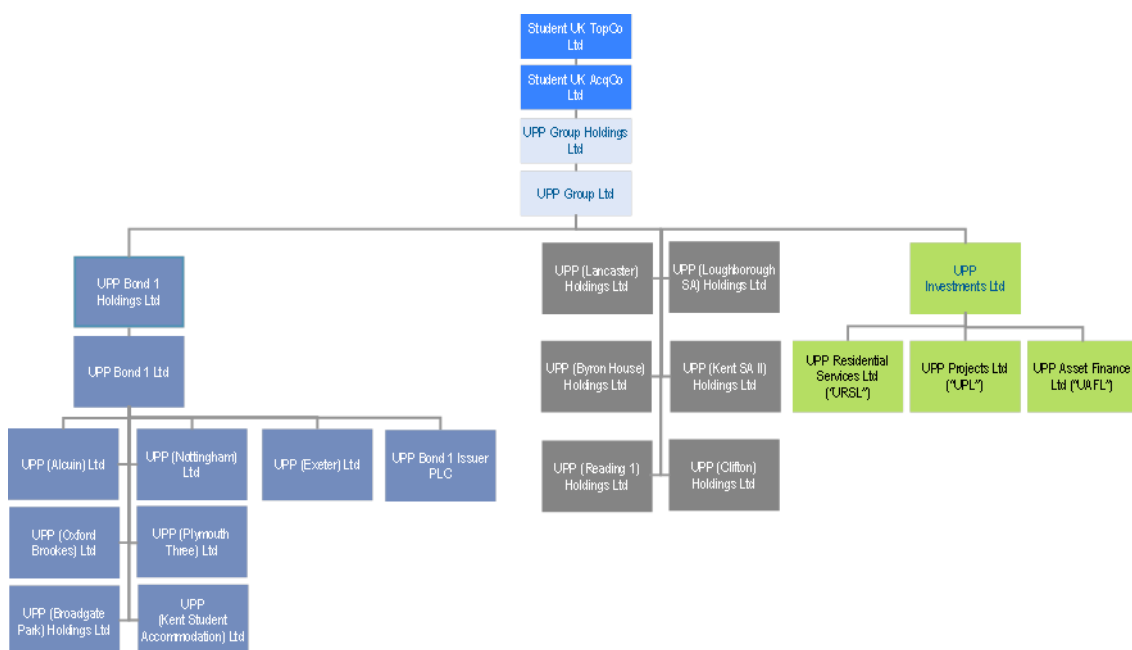 Student UK TopCo
Ltd
Student UK AcqCo
Ltd
UPP Group Holdings
Ltd
UPP Group Ltd
UPP Bond 1
Holdings Ltd
UPP (Lancaster)
Holdings Ltd
UPP (Loughborough
SA) Holdings Ltd
UPP
Investments Ltd
UPP Bond 1 Ltd
UPP (Byron House)
Holdings Ltd
UPP (Kent SA II)
Holdings Ltd
UPP Residential
Services Ltd
("URSL")
UPP Projects Ltd
("UPL")
UPP Asset Finance
Ltd ("UAFL")
UPP (Alcuin) Ltd
UPP (Nottingham)
Ltd
UPP (Exeter) Ltd
UPP Bond 1 Issuer
PLC
UPP (Reading 1)
Holdings Ltd
UPP (Clifton)
Holdings Ltd
UPP (Oxford
Brookes) Ltd
UPP (Plymouth
Three) Ltd
UPP (Broadgate
Park) Holdings Ltd
UPP
(Kent Student
Accommodation) Ltd